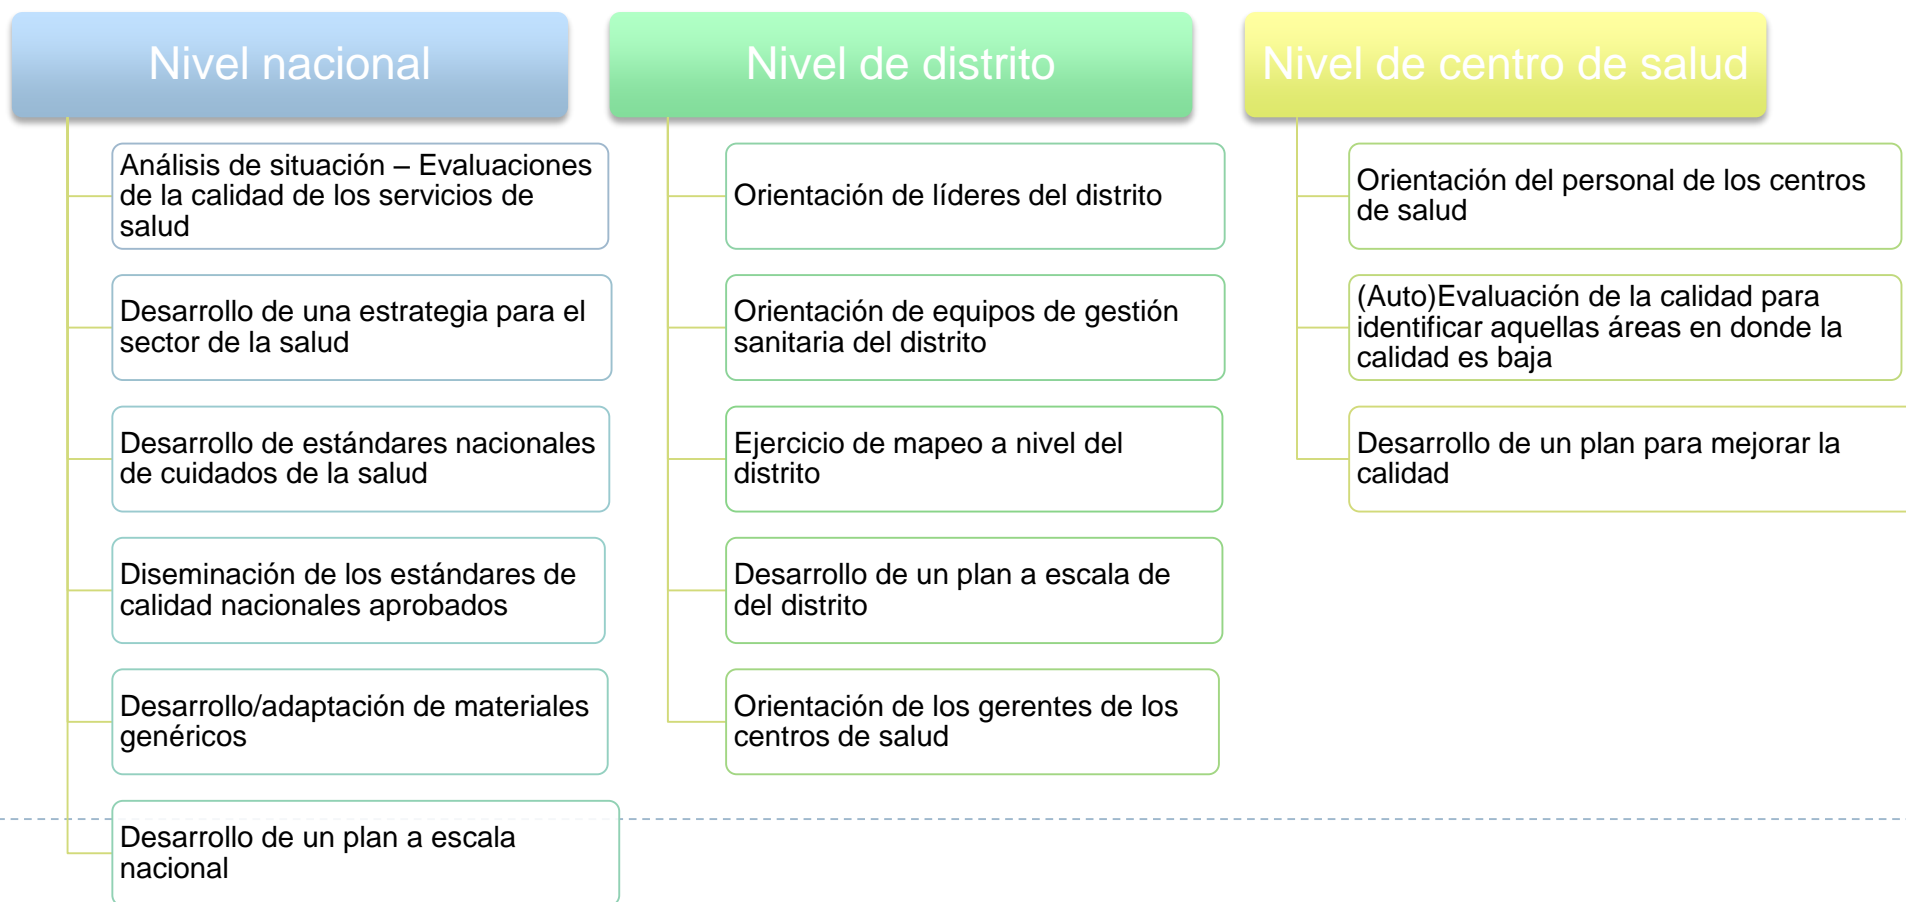 Nivel nacional
Análisis de situación – Evaluaciones
de la calidad de los servicios de
salud
Desarrollo de una estrategia para el
sector de la salud
Desarrollo de estándares nacionales
de cuidados de la salud
Diseminación de los estándares de
calidad nacionales aprobados
Desarrollo/adaptación de materiales
genéricos
Desarrollo de un plan a escala
nacional
Nivel de distrito
Orientación de líderes del distrito
Orientación de equipos de gestión
sanitaria del distrito
Ejercicio de mapeo a nivel del
distrito
Desarrollo de un plan a escala de
del distrito
Orientación de los gerentes de los
centros de salud
Nivel de centro de salud
Orientación del personal de los centros
de salud
(Auto)Evaluación de la calidad para
identificar aquellas áreas en donde la
calidad es baja
Desarrollo de un plan para mejorar la
calidad